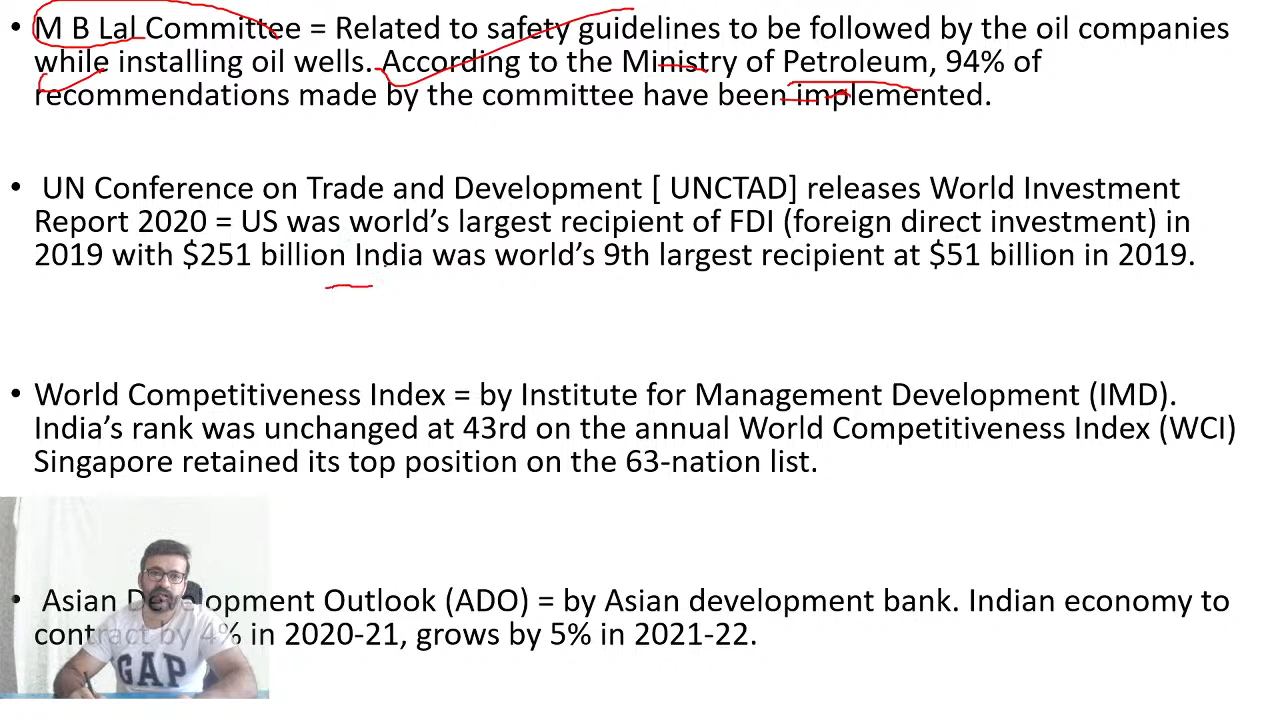 • M B Lal Committee = Related to safety guidelines to be followed by the oil companies
while installing oil wells. According to the Ministry of Petroleum, 94% of
recommendations made by the committee have been implemented.
• UN Conference on Trade and Development [ UNCTAD] releases World Investment
Report 2020 = US was world’s largest recipient of FDI (foreign direct investment) in
2019 with $251 billion India was world’s 9th largest recipient at $51 billion in 2019.
• World Competitiveness Index = by Institute for Management Development (IMD).
India’s rank was unchanged at 43rd on the annual World Competitiveness Index (WCI)
Singapore retained its top position on the 63-nation list.
• Asian Development Outlook (ADO) = by Asian development bank. Indian economy to
contract by 4% in 2020-21, grows by 5% in 2021-22.
GAP